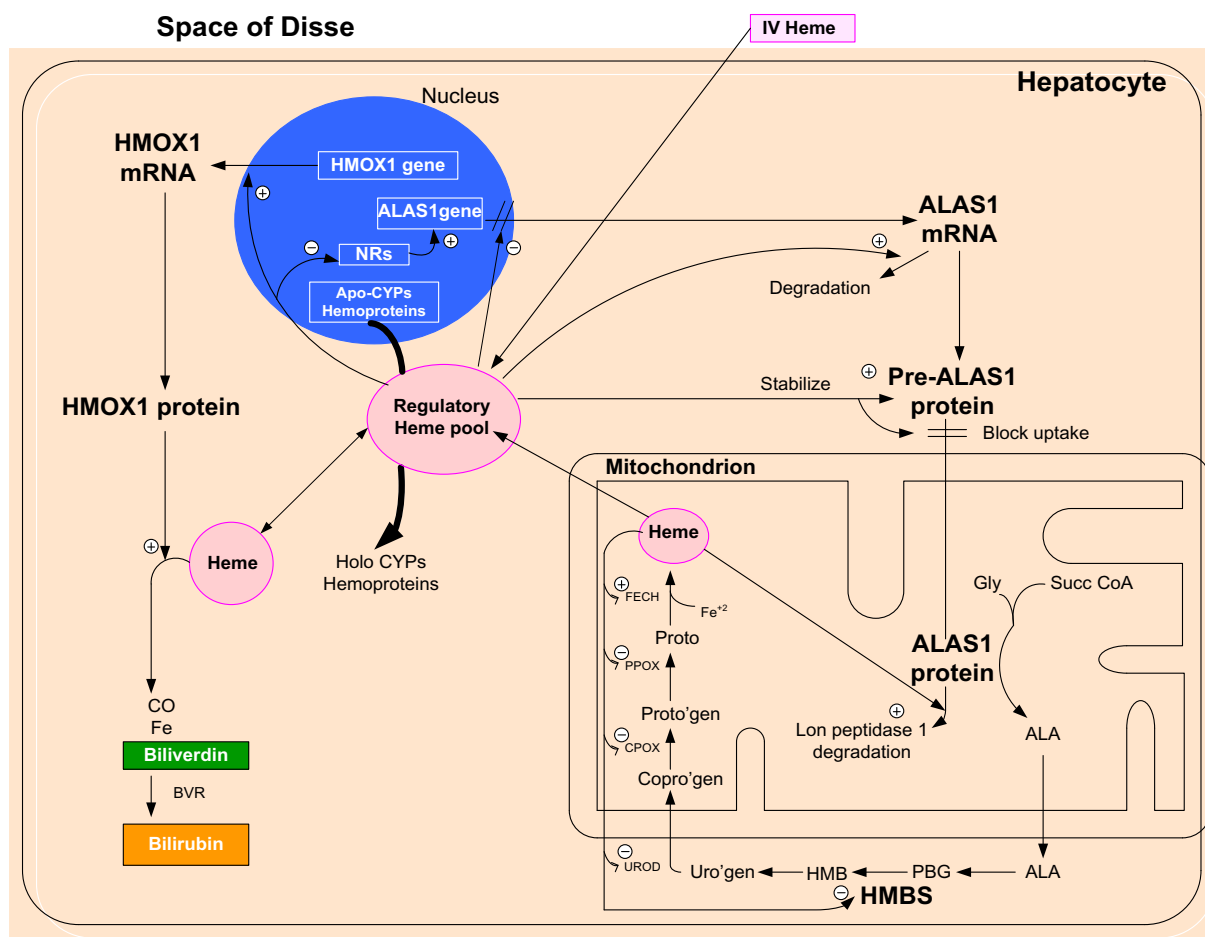 Space of Disse
IV Heme
Hepatocyte
Nucleus
HMOX1
mRNA
HMOX1 gene
+
ALAS1gene
ALAS1
mRNA
−
NRs
+
−
+
Degradation
Apo-CYPs
Hemoproteins
Stabilize
+
Pre-ALAS1
protein
HMOX1 protein
Regulatory
Heme pool
Block uptake
Mitochondrion
Heme
+
Heme
Holo CYPs
Hemoproteins
+
FECH
Fe+2
Gly
Succ CoA
Proto
−
PPOX
ALAS1
protein
Proto'gen
+
Lon peptidase 1
degradation
ALA
−
CPOX
Copro'gen
CO
Fe
Biliverdin
BVR
Bilirubin
−
UROD
Uro'gen
HMB
PBG
ALA
−
HMBS